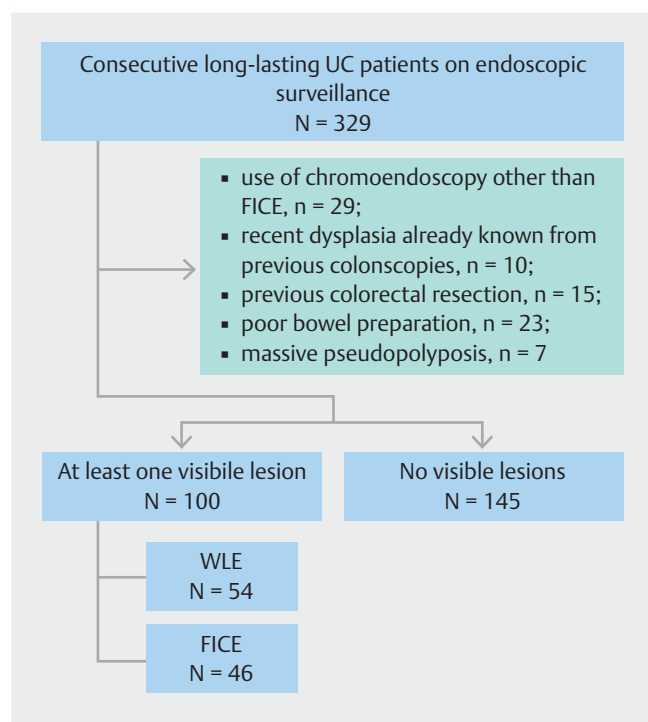 Consecutive long-lasting UC patients on endoscopic
surveillance
N = 329
▪ use of chromoendoscopy other than
FICE, n = 29;
▪ recent dysplasia already known from
previous colonscopies, n = 10;
▪ previous colorectal resection, n = 15;
▪ poor bowel preparation, n = 23;
▪ massive pseudopolyposis, n = 7
At least one visibile lesion
N = 100
No visible lesions
N = 145
WLE
N = 54
FICE
N = 46